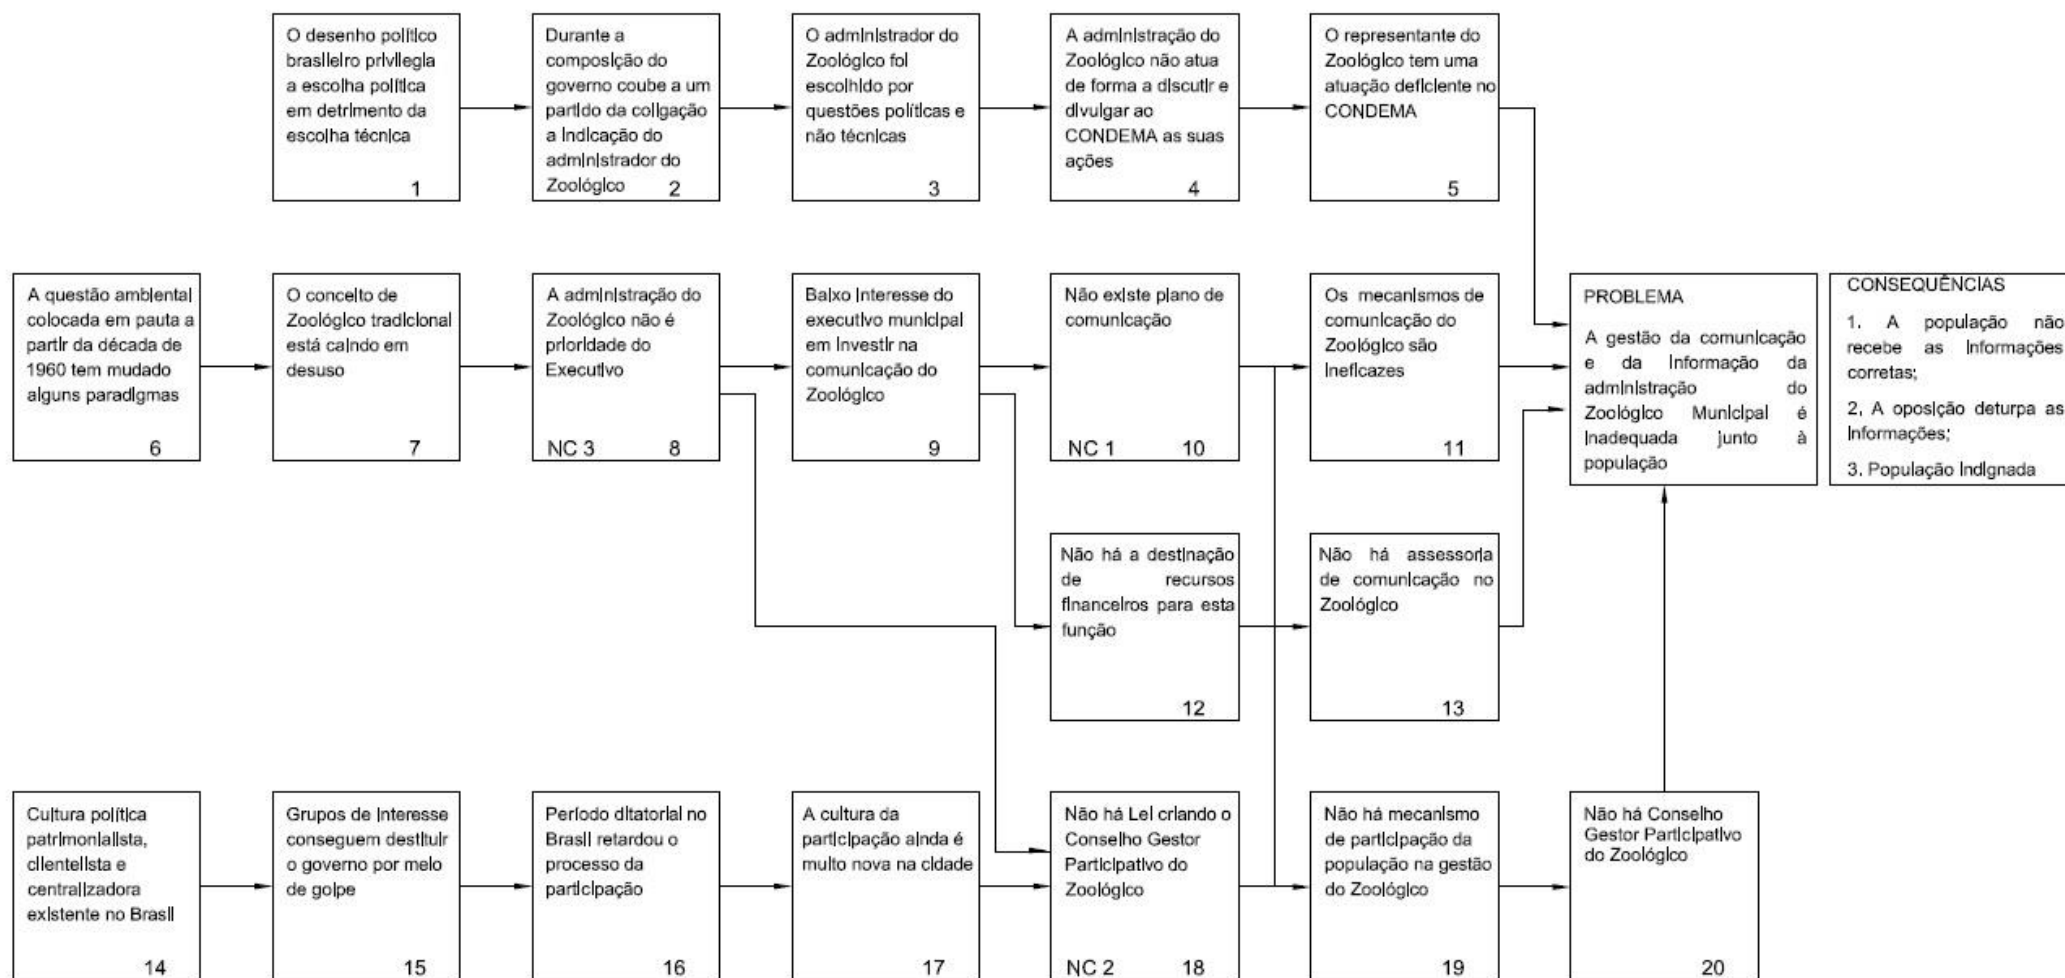 O desenho político
brasileiro privilegia
a escolha política
em detrimento da
escolha técnica
1
Durante a
composição do
governo coube a um
partido da coligação
a indicação do
administrador do
Zoológico 2
O administrador do
Zoológico foi
escolhido por
questões políticas e
não técnicas
3
A administração do
Zoológico não atua
de forma a discutir e
divulgar ao
CONDEMA as suas
ações
4
O representante do
Zoológico tem uma
atuação deficiente no
CONDEMA
5
A questão ambiental
colocada em pauta a
partir da década de
1960 tem mudado
alguns paradigmas
6
O conceito de
Zoológico tradicional
está caindo em
desuso
7
A administração do
Zoológico não é
prioridade do
Executivo
NC 3 8
Baixo interesse do
executivo municipal
em investir na
comunicação do
Zoológico
9
Não existe plano de
comunicação
NC 1 10
Os mecanismos de
comunicação do
Zoológico são
ineficazes
11
PROBLEMA
A gestão da comunicação
e da informação da
administração do
Zoológico Municipal é
inadequada junto à
população
CONSEQUÊNCIAS
1. A população não
recebe as informações
corretas;
2. A oposição deturpa as
informações;
3. População indignada
Não há a destinação
de recursos
financeiros para esta
função
12
Não há assessoria
de comunicação no
Zoológico
13
Cultura política
patrimonialista,
clientelista e
centralizadora
existente no Brasil
14
Grupos de interesse
conseguem destituir
o governo por meio
de golpe
15
Período ditatorial no
Brasil retardou o
processo da
participação
16
A cultura da
participação ainda é
muito nova na cidade
17
Não há Lei criando o
Conselho Gestor
Participativo do
Zoológico
NC 2 18
Não há mecanismo
de participação da
população na gestão
do Zoológico
19
Não há Conselho
Gestor Participativo
do Zoológico
20